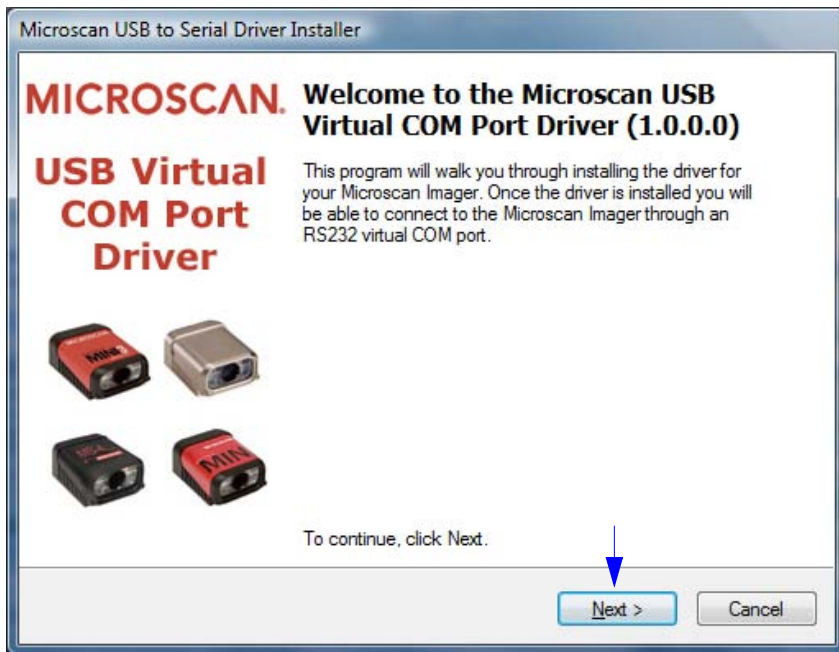 Microscan USB to Serial Driver Installer
MICROSCAN.
USB Virtual
COM Port
Driver
MINI
MINI
Welcome to the Microscan USB
Virtual COM Port Driver (1.0.0.0)
This program will walk you through installing the driver for
your Microscan Imager. Once the driver is installed you will
be able to connect to the Microscan Imager through an
RS232 virtual COM port.
To continue, click Next.
Next >
Cancel